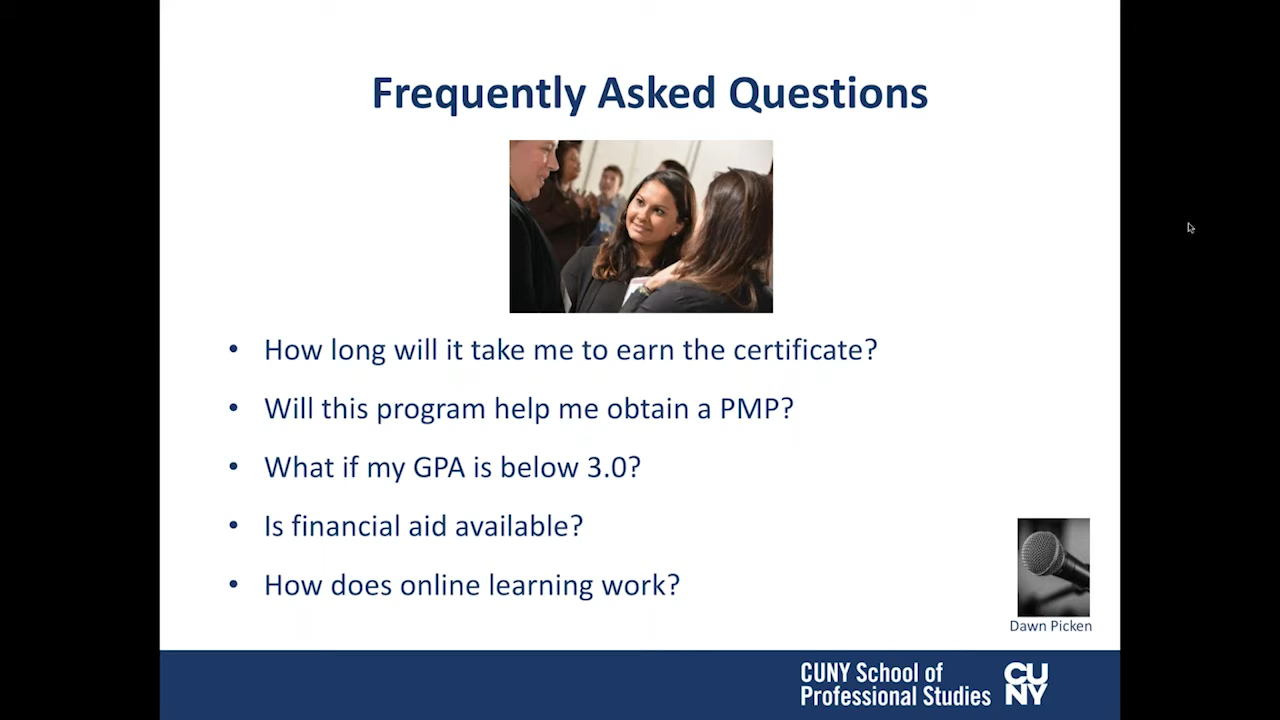 Frequently Asked Questions
• How long will it take me to earn the certificate?
• Will this program help me obtain a PMP?
• What if my GPA is below 3.0?
• Is financial aid available?
• How does online learning work?
Dawn Picken
CUNY School of
Professional Studies
CU
NY